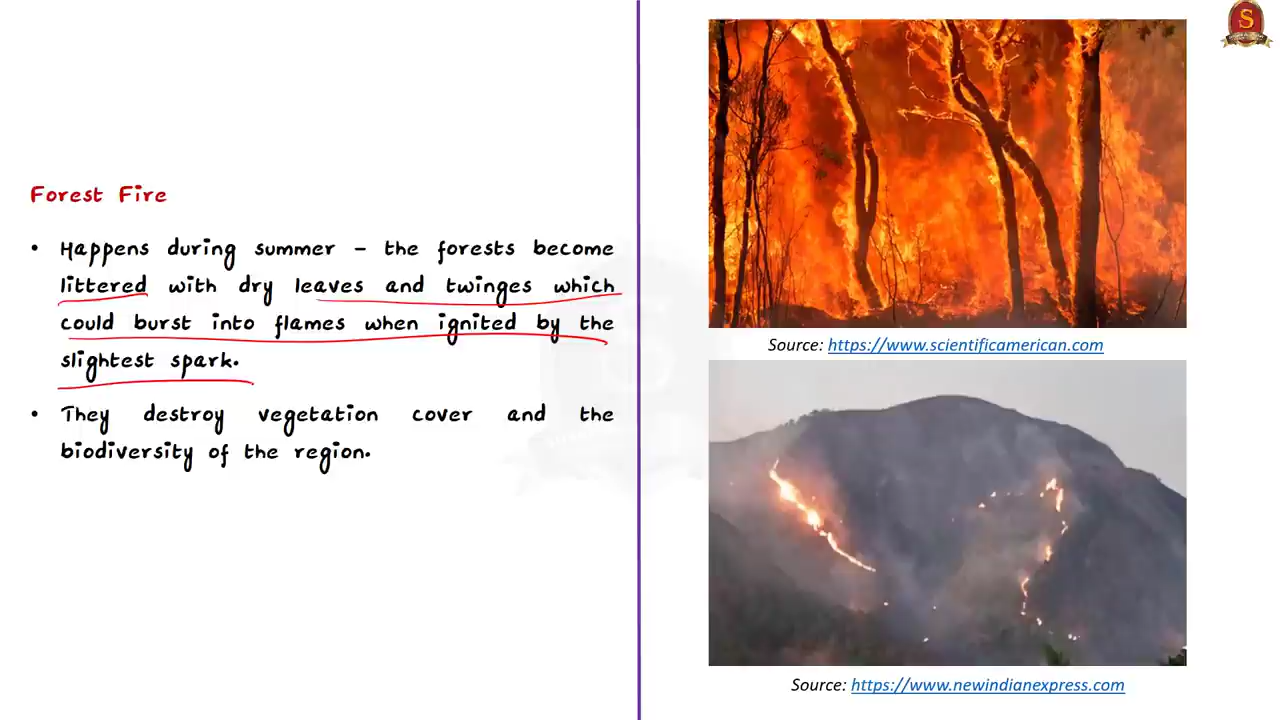 Forest Fire
• Happens during summer – the forests become
littered with dry leaves and twinges which
could burst into flames when ignited by the
slightest spark.
• They destroy vegetation cover and the
biodiversity of the region.
Source: https://www.scientificamerican.com
Source: https://www.newindianexpress.com
S